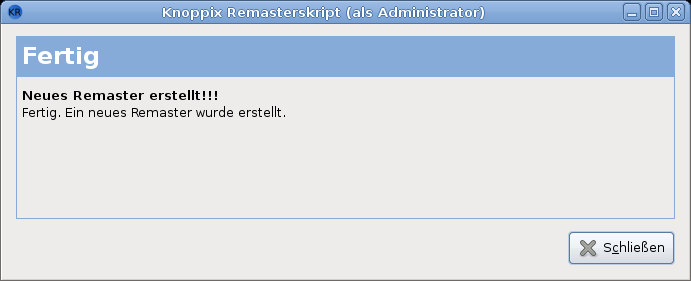 KR Knoppix Remasterskript (als Administrator)
Fertig
Neues Remaster erstellt!!!
Fertig. Ein neues Remaster wurde erstellt.
Schließen